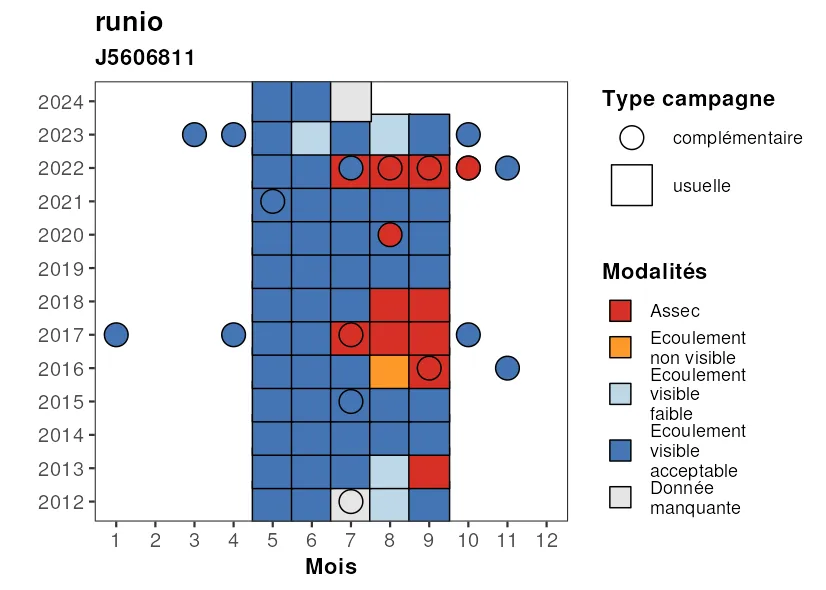 runio
J5606811
2024
2023
2022
2021
2020
2019
2018
2017
2016
2015
2014
2013
2012
1 2 3 4 5 6 7 8 9 10 11 12
Mois
Type campagne
complémentaire
usuelle
Modalités
Assec
Ecoulement
non visible
Ecoulement
visible
faible
Ecoulement
visible
acceptable
Donnée
manquante